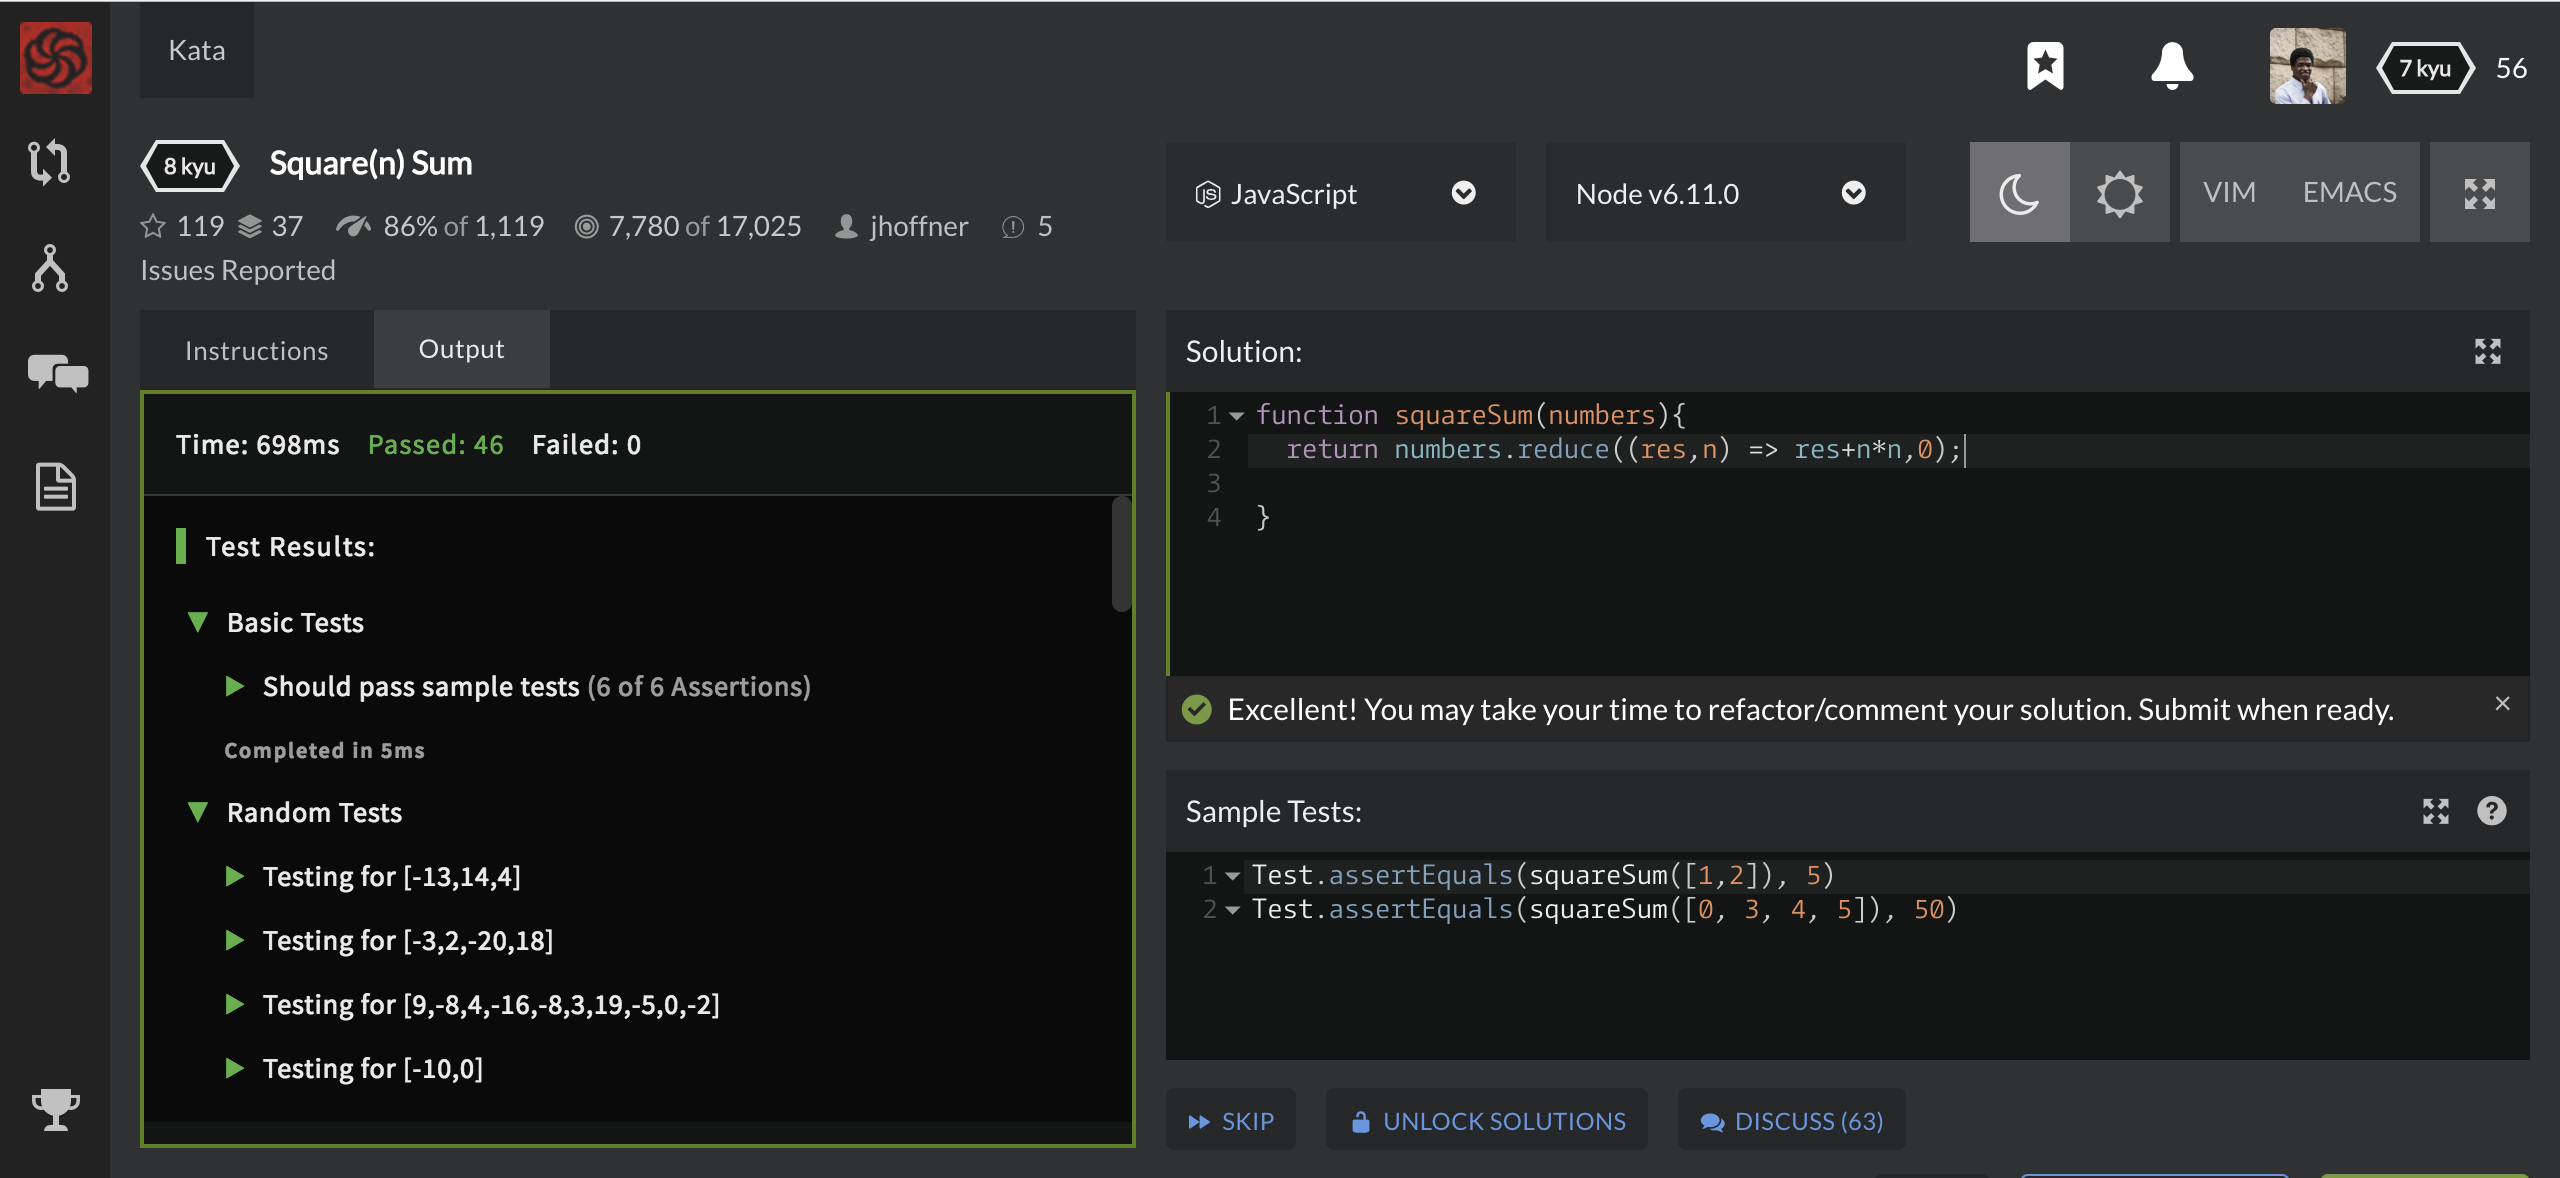 Kata
7 kyu 56
8 kyu Square(n) Sum
119 37 86% of 1,119 7,780 of 17,025 jhoffner 5
Issues Reported
JavaScript
Node v6.11.0
VIM EMACS
Instructions Output
Time: 698ms Passed: 46 Failed: 0
Test Results:
Basic Tests
Should pass sample tests (6 of 6 Assertions)
Completed in 5ms
Random Tests
Testing for [-13,14,4]
Testing for [-3,2,-20,18]
Testing for [9,-8,4,-16,-8,3,19,-5,0,-2]
Testing for [-10,0]
Solution:
1 function squareSum(numbers){
2   return numbers.reduce((res,n) => res+n*n,0);
3
4 }
Excellent! You may take your time to refactor/comment your solution. Submit when ready.
Sample Tests:
1 Test.assertEquals(squareSum([1,2]), 5)
2 Test.assertEquals(squareSum([0, 3, 4, 5]), 50)
SKIP UNLOCK SOLUTIONS DISCUSS (63)